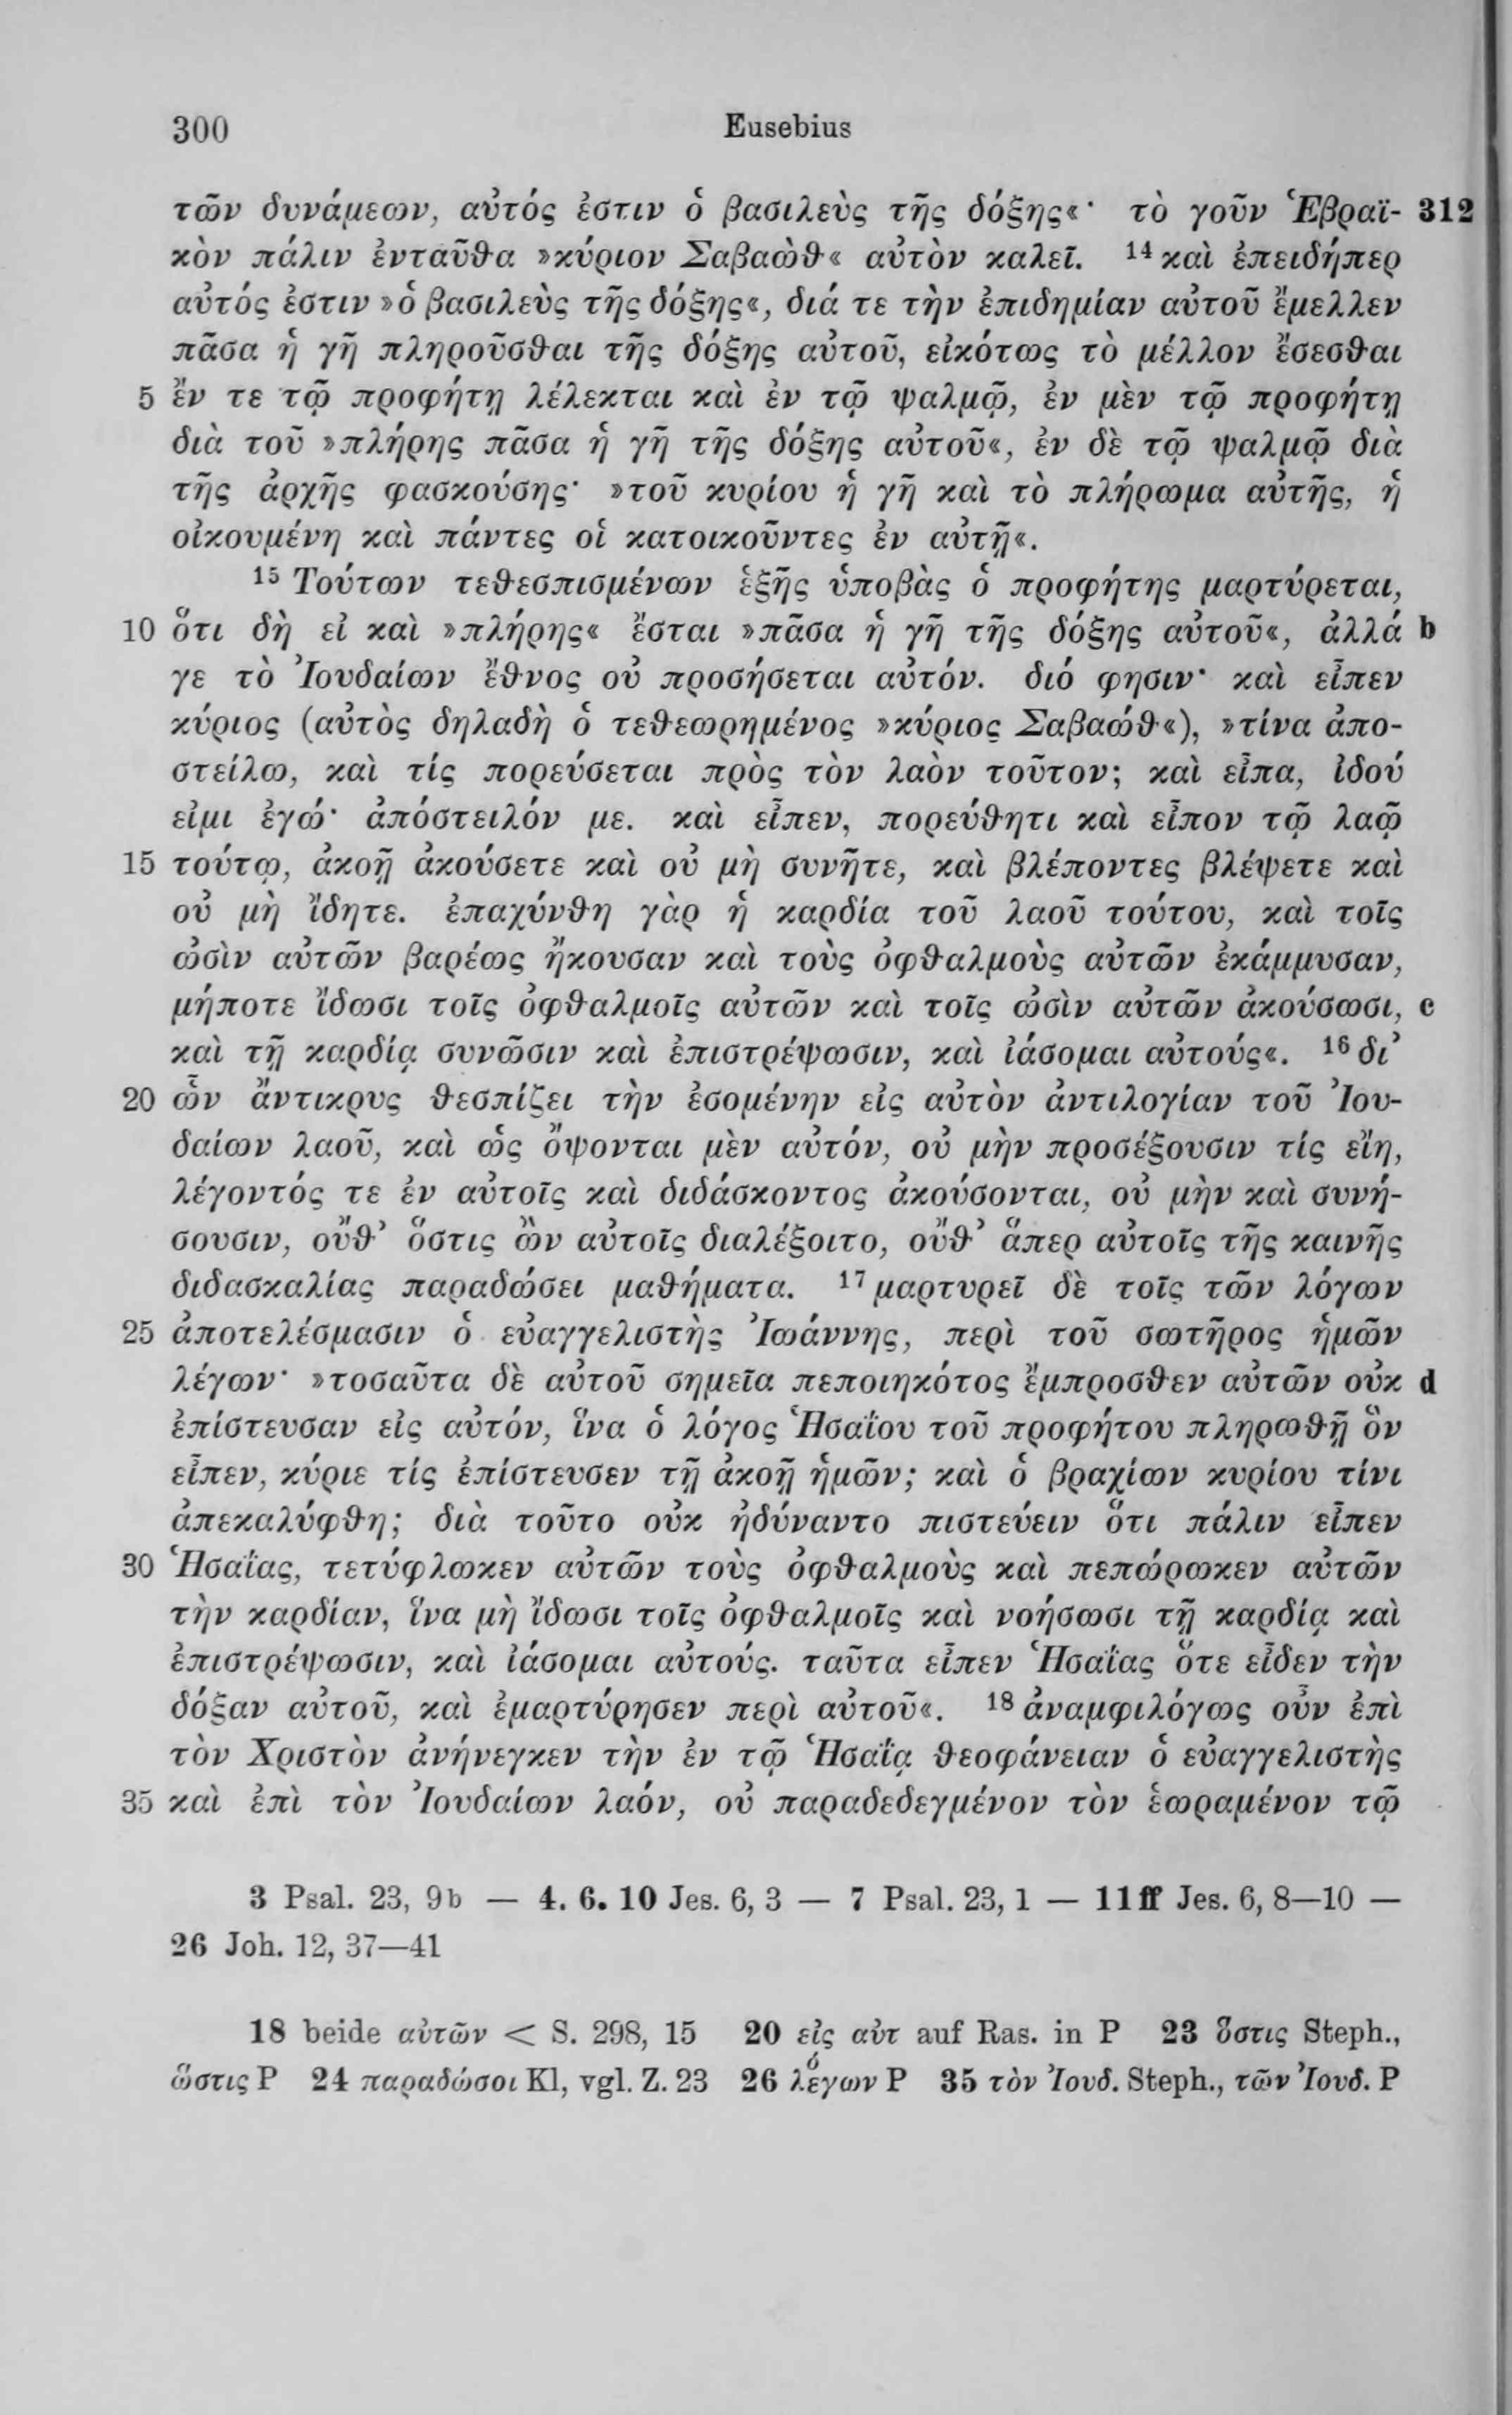 300 Eusebius
τῶν δυνάμεων, αὐτός ἐστιν ὁ βασιλεὺς τῆς δόξης«· τὸ γοῦν Ἑβραϊ- 312
κὸν πάλιν ἐνταῦθα »κύριον Σαβαὼθ« αὐτὸν καλεῖ. ¹⁴ καὶ ἐπειδήπερ
αὐτός ἐστιν »ὁ βασιλεὺς τῆς δόξης«, διά τε τὴν ἐπιδημίαν αὐτοῦ ἔμελλεν
πᾶσα ἡ γῆ πληροῦσθαι τῆς δόξης αὐτοῦ, εἰκότως τὸ μέλλον ἔσεσθαι
5 ἔν τε τῷ προφήτῃ λέλεκται καὶ ἐν τῷ ψαλμῷ, ἐν μὲν τῷ προφήτῃ
διὰ τοῦ »πλήρης πᾶσα ἡ γῆ τῆς δόξης αὐτοῦ«, ἐν δὲ τῷ ψαλμῷ διὰ
τῆς ἀρχῆς φασκούσης· »τοῦ κυρίου ἡ γῆ καὶ τὸ πλήρωμα αὐτῆς, ἡ
οἰκουμένη καὶ πάντες οἱ κατοικοῦντες ἐν αὐτῇ«.
¹⁵ Τούτων τεθεσπισμένων ἑξῆς ὑποβὰς ὁ προφήτης μαρτύρεται,
10 ὅτι δὴ εἰ καὶ »πλήρης« ἔσται »πᾶσα ἡ γῆ τῆς δόξης αὐτοῦ«, ἀλλά b
γε τὸ Ἰουδαίων ἔθνος οὐ προσήσεται αὐτόν. διό φησιν· καὶ εἶπεν
κύριος (αὐτὸς δηλαδὴ ὁ τεθεωρημένος »κύριος Σαβαώθ«), »τίνα ἀπο-
στείλω, καὶ τίς πορεύσεται πρὸς τὸν λαὸν τοῦτον; καὶ εἶπα, ἰδού
εἰμι ἐγώ· ἀπόστειλόν με. καὶ εἶπεν, πορεύθητι καὶ εἶπον τῷ λαῷ
15 τούτῳ, ἀκοῇ ἀκούσετε καὶ οὐ μὴ συνῆτε, καὶ βλέποντες βλέψετε καὶ
οὐ μὴ ἴδητε. ἐπαχύνθη γὰρ ἡ καρδία τοῦ λαοῦ τούτου, καὶ τοῖς
ὠσὶν αὐτῶν βαρέως ἤκουσαν καὶ τοὺς ὀφθαλμοὺς αὐτῶν ἐκάμμυσαν,
μήποτε ἴδωσι τοῖς ὀφθαλμοῖς αὐτῶν καὶ τοῖς ὠσὶν αὐτῶν ἀκούσωσι, c
καὶ τῇ καρδίᾳ συνῶσιν καὶ ἐπιστρέψωσιν, καὶ ἰάσομαι αὐτούς«. ¹⁶ δι’
20 ὧν ἄντικρυς θεσπίζει τὴν ἐσομένην εἰς αὐτὸν ἀντιλογίαν τοῦ Ἰου-
δαίων λαοῦ, καὶ ὡς ὄψονται μὲν αὐτόν, οὐ μὴν προσέξουσιν τίς εἴη,
λέγοντός τε ἐν αὐτοῖς καὶ διδάσκοντος ἀκούσονται, οὐ μὴν καὶ συνή-
σουσιν, οὔθ’ ὅστις ὢν αὐτοῖς διαλέξοιτο, οὔθ’ ἅπερ αὐτοῖς τῆς καινῆς
διδασκαλίας παραδώσει μαθήματα. ¹⁷ μαρτυρεῖ δὲ τοῖς τῶν λόγων
25 ἀποτελέσμασιν ὁ εὐαγγελιστὴς Ἰωάννης, περὶ τοῦ σωτῆρος ἡμῶν
λέγων· »τοσαῦτα δὲ αὐτοῦ σημεῖα πεποιηκότος ἔμπροσθεν αὐτῶν οὐκ d
ἐπίστευσαν εἰς αὐτόν, ἵνα ὁ λόγος Ἡσαΐου τοῦ προφήτου πληρωθῇ ὃν
εἶπεν, κύριε τίς ἐπίστευσεν τῇ ἀκοῇ ἡμῶν; καὶ ὁ βραχίων κυρίου τίνι
ἀπεκαλύφθη; διὰ τοῦτο οὐκ ἠδύναντο πιστεύειν ὅτι πάλιν εἶπεν
30 Ἡσαΐας, τετύφλωκεν αὐτῶν τοὺς ὀφθαλμοὺς καὶ πεπώρωκεν αὐτῶν
τὴν καρδίαν, ἵνα μὴ ἴδωσι τοῖς ὀφθαλμοῖς καὶ νοήσωσι τῇ καρδίᾳ καὶ
ἐπιστρέψωσιν, καὶ ἰάσομαι αὐτούς. ταῦτα εἶπεν Ἡσαΐας ὅτε εἶδεν τὴν
δόξαν αὐτοῦ, καὶ ἐμαρτύρησεν περὶ αὐτοῦ«. ¹⁸ ἀναμφιλόγως οὖν ἐπὶ
τὸν Χριστὸν ἀνήνεγκεν τὴν ἐν τῷ Ἡσαΐᾳ θεοφάνειαν ὁ εὐαγγελιστὴς
35 καὶ ἐπὶ τὸν Ἰουδαίων λαόν, οὐ παραδεδεγμένον τὸν ἑωραμένον τῷ
3 Psal. 23, 9b — 4. 6. 10 Jes. 6, 3 — 7 Psal. 23, 1 — 11ff Jes. 6, 8—10 —
26 Joh. 12, 37—41
18 beide αὐτῶν < S. 298, 15 20 εἰς αὐτ auf Ras. in P 23 ὅστις Steph.,
ὥστις P 24 παραδώσοι Kl, vgl. Z. 23 26 λέγων P 35 τὸν Ἰουδ. Steph., τῶν Ἰουδ. P